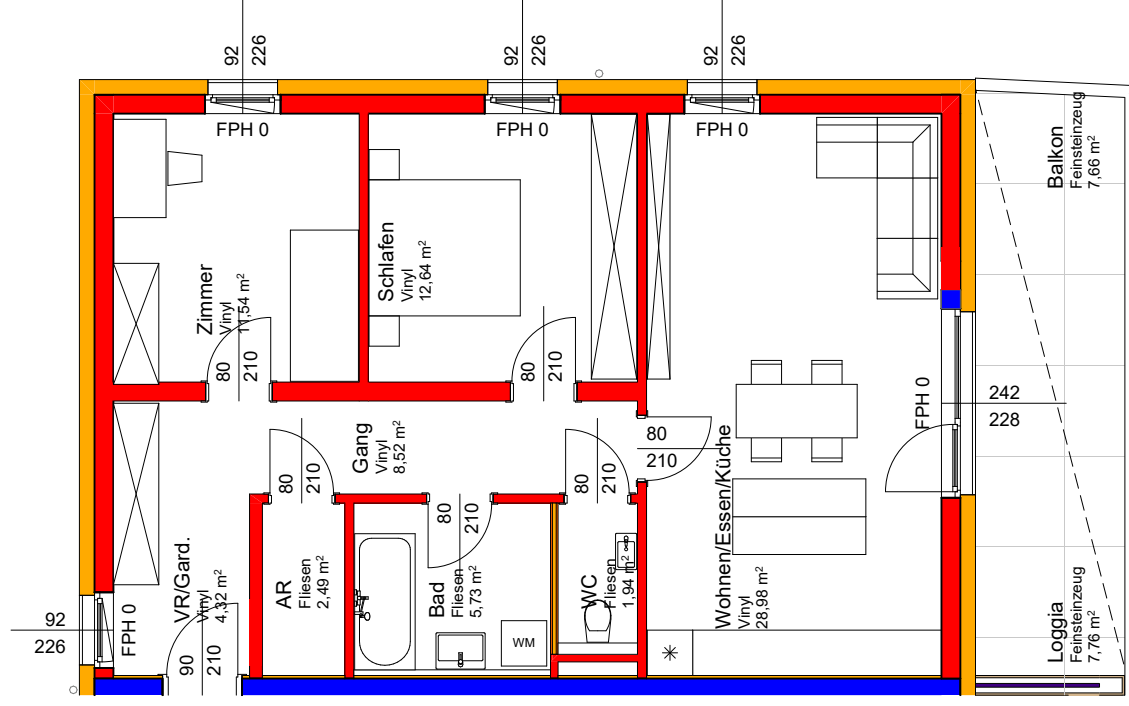 92
226
92
226
92
226
FPH 0
FPH 0
FPH 0
Balkon
Feinsteinzeug
7,66 m²
Zimmer
Vinyl
11,54 m²
Schlafen
Vinyl
12,64 m²
80
210
80
210
FPH 0
242
228
Gang
Vinyl
8,52 m²
80
210
80
210
80
210
80
210
Wohnen/Essen/Küche
Vinyl
28,98 m²
VR/Gard.
Vinyl
4,32 m²
AR
Fliesen
2,49 m²
Bad
Fliesen
5,73 m²
WC
Fliesen
1,94 m²
WM
92
226
FPH 0
90
210
Loggia
Feinsteinzeug
7,76 m²